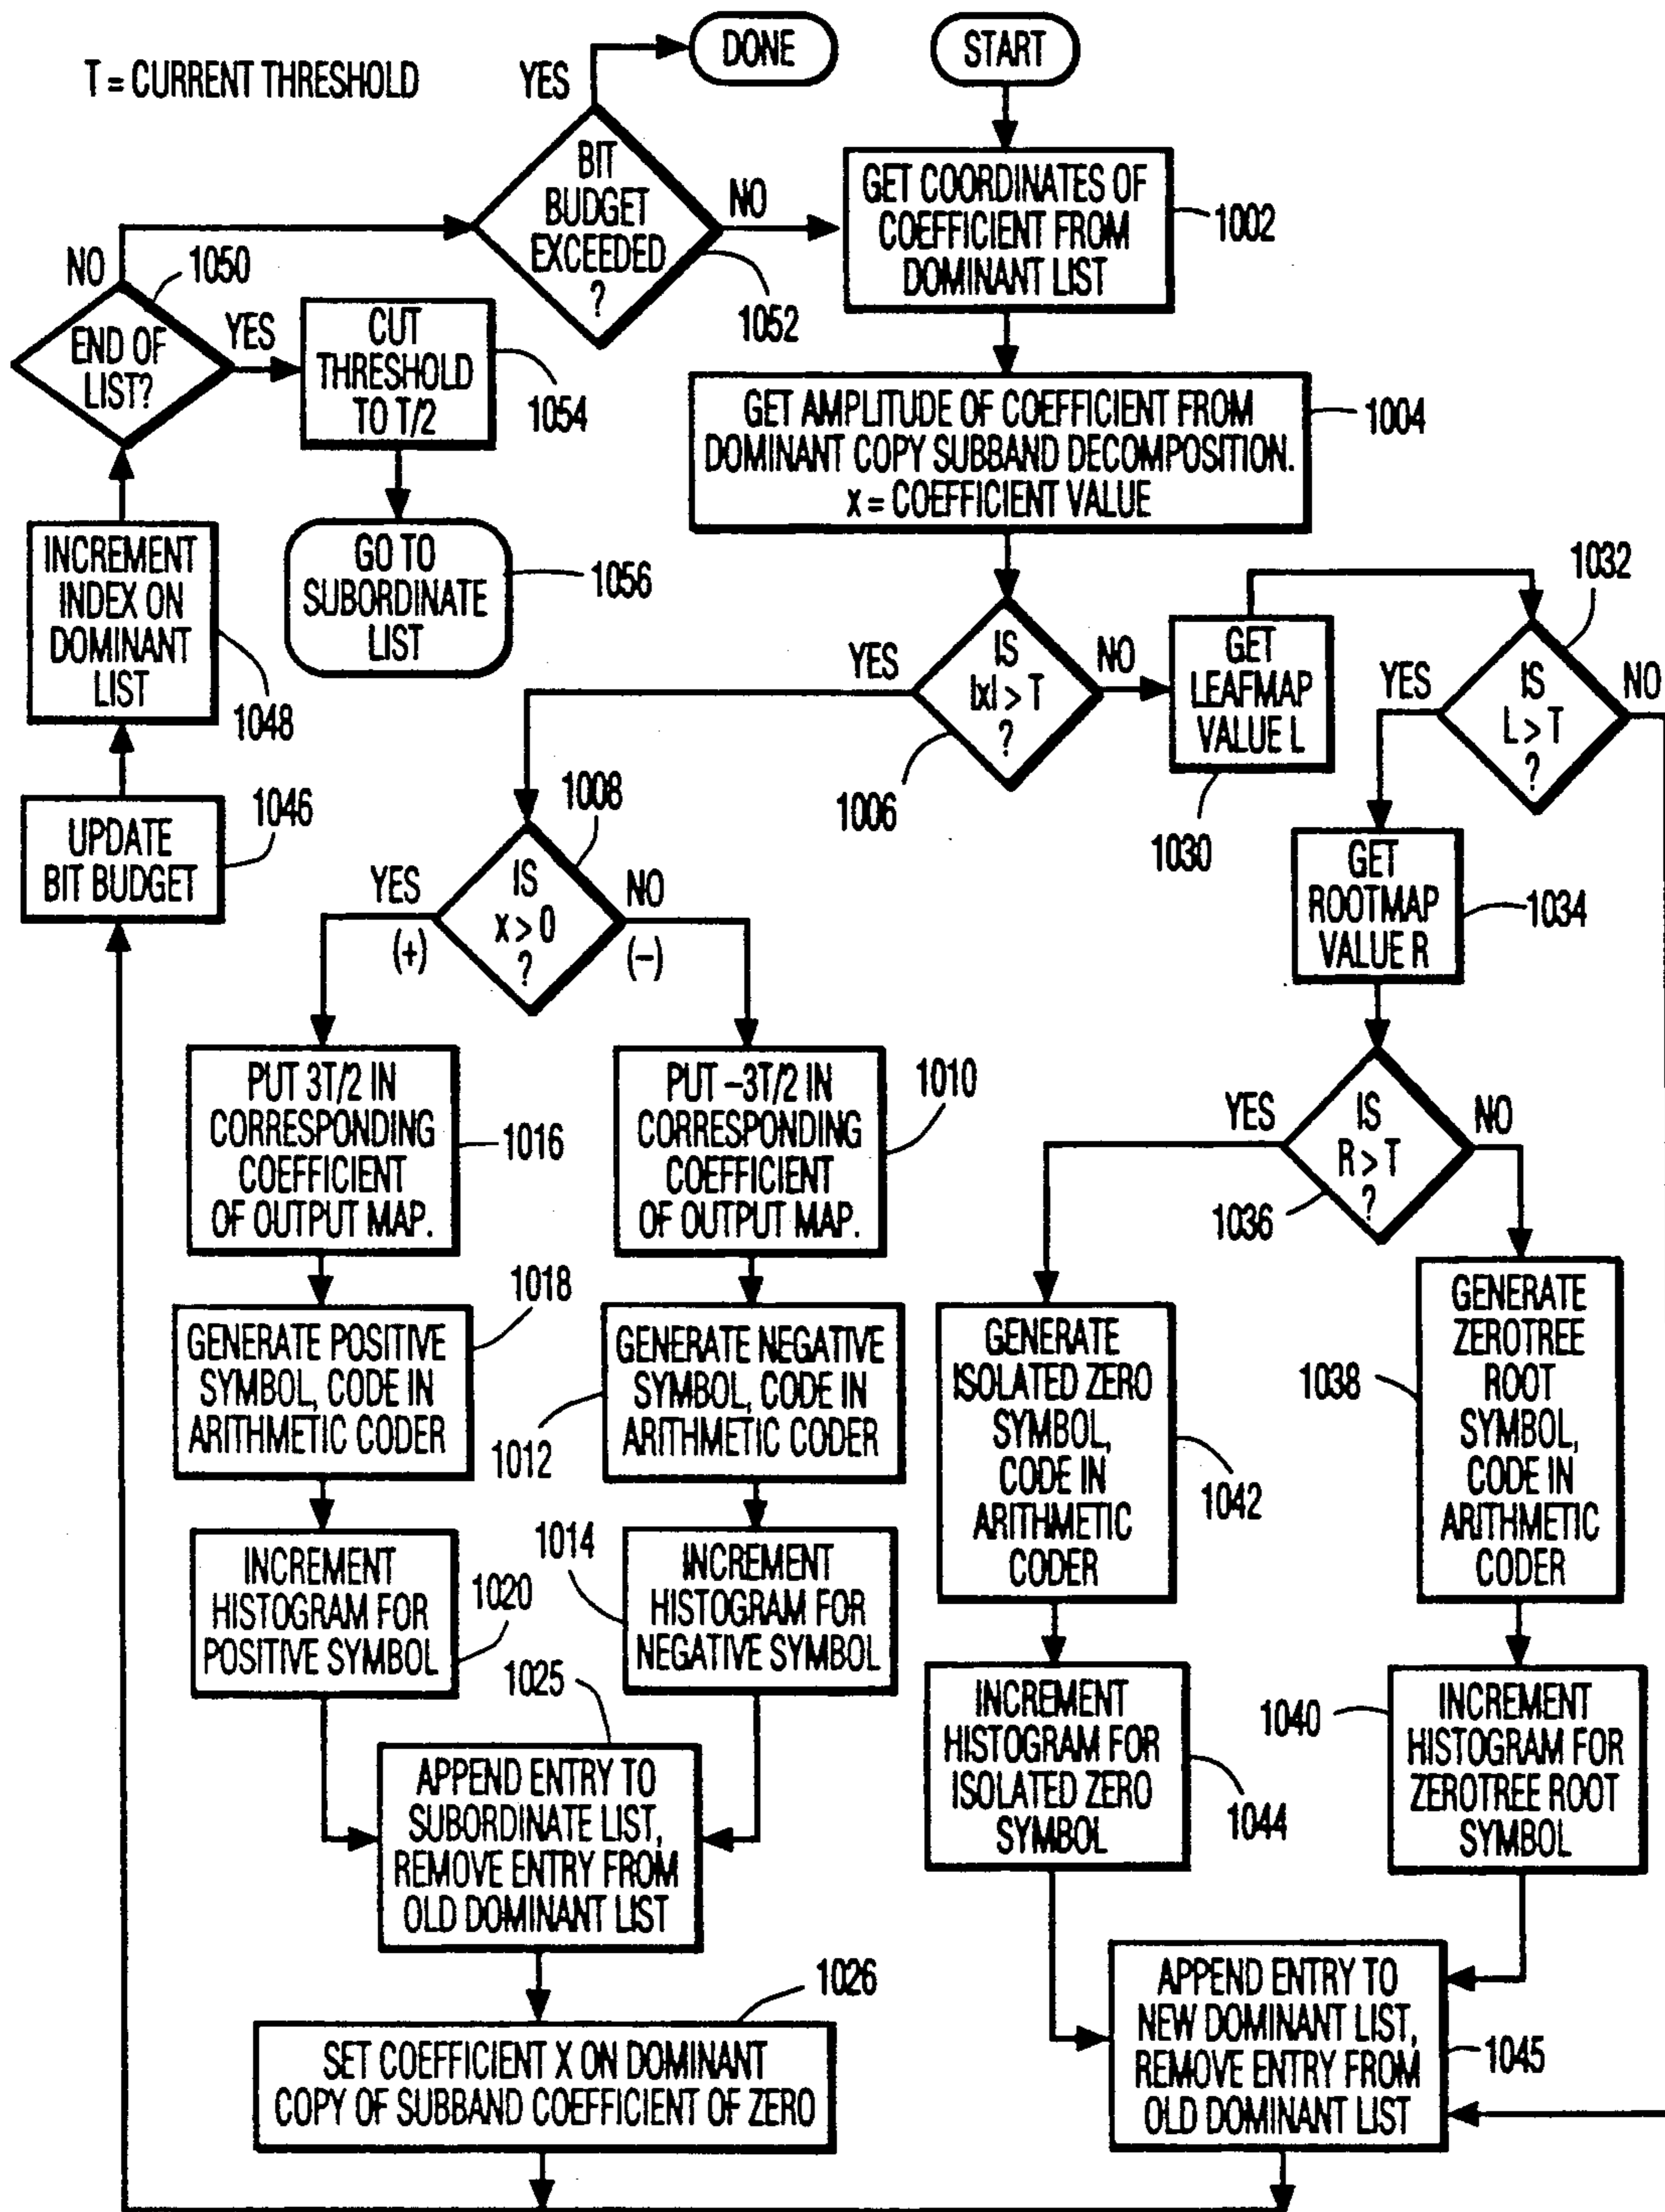 T = CURRENT THRESHOLD
YES
DONE
START
BIT
BUDGET
EXCEEDED
?
NO
1052
GET COORDINATES OF
COEFFICIENT FROM
DOMINANT LIST
1002
NO
1050
END OF
LIST?
YES
CUT
THRESHOLD
TO T/2
1054
GO TO
SUBORDINATE
LIST
1056
INCREMENT
INDEX ON
DOMINANT
LIST
1048
UPDATE
BIT BUDGET
1046
GET AMPLITUDE OF COEFFICIENT FROM
DOMINANT COPY SUBBAND DECOMPOSITION.
x = COEFFICIENT VALUE
1004
YES
IS
|x| > T
?
NO
1006
GET
LEAFMAP
VALUE L
1030
1032
YES
IS
L > T
?
NO
GET
ROOTMAP
VALUE R
1034
1008
YES
(+)
IS
x > 0
?
NO
(–)
PUT 3T/2 IN
CORRESPONDING
COEFFICIENT
OF OUTPUT MAP.
1016
PUT –3T/2 IN
CORRESPONDING
COEFFICIENT
OF OUTPUT MAP.
1010
YES
IS
R > T
?
NO
1036
GENERATE POSITIVE
SYMBOL, CODE IN
ARITHMETIC CODER
1018
GENERATE NEGATIVE
SYMBOL, CODE IN
ARITHMETIC CODER
1012
GENERATE
ISOLATED ZERO
SYMBOL,
CODE IN
ARITHMETIC
CODER
1042
GENERATE
ZEROTREE
ROOT
SYMBOL,
CODE IN
ARITHMETIC
CODER
1038
INCREMENT
HISTOGRAM FOR
POSITIVE SYMBOL
1020
INCREMENT
HISTOGRAM FOR
NEGATIVE SYMBOL
1014
INCREMENT
HISTOGRAM FOR
ISOLATED ZERO
SYMBOL
1044
INCREMENT
HISTOGRAM FOR
ZEROTREE ROOT
SYMBOL
1040
1025
APPEND ENTRY TO
SUBORDINATE LIST,
REMOVE ENTRY FROM
OLD DOMINANT LIST
1026
SET COEFFICIENT X ON DOMINANT
COPY OF SUBBAND COEFFICIENT OF ZERO
APPEND ENTRY TO
NEW DOMINANT LIST,
REMOVE ENTRY FROM
OLD DOMINANT LIST
1045